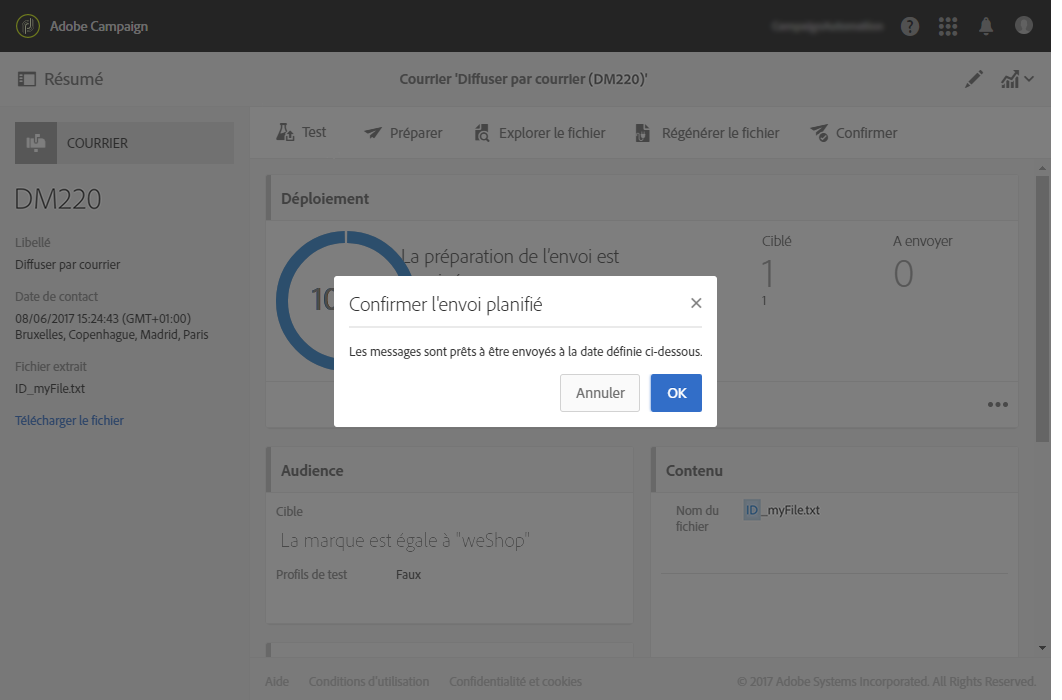 Adobe Campaign
Résumé
Courrier 'Diffuser par courrier (DM220)'
COURRIER
DM220
Libellé
Diffuser par courrier
Date de contact
08/06/2017 15:24:43 (GMT+01:00)
Bruxelles, Copenhague, Madrid, Paris
Fichier extrait
ID_myFile.txt
Télécharger le fichier
Test
Préparer
Explorer le fichier
Régénérer le fichier
Confirmer
Déploiement
10
La préparation de l'envoi est
Ciblé
1
1
A envoyer
0
Confirmer l'envoi planifié
Les messages sont prêts à être envoyés à la date définie ci-dessous.
Annuler
OK
Audience
Cible
La marque est égale à "weShop"
Profils de test
Faux
Contenu
Nom du
fichier
ID_myFile.txt
Aide
Conditions d'utilisation
Confidentialité et cookies
© 2017 Adobe Systems Incorporated. All Rights Reserved.